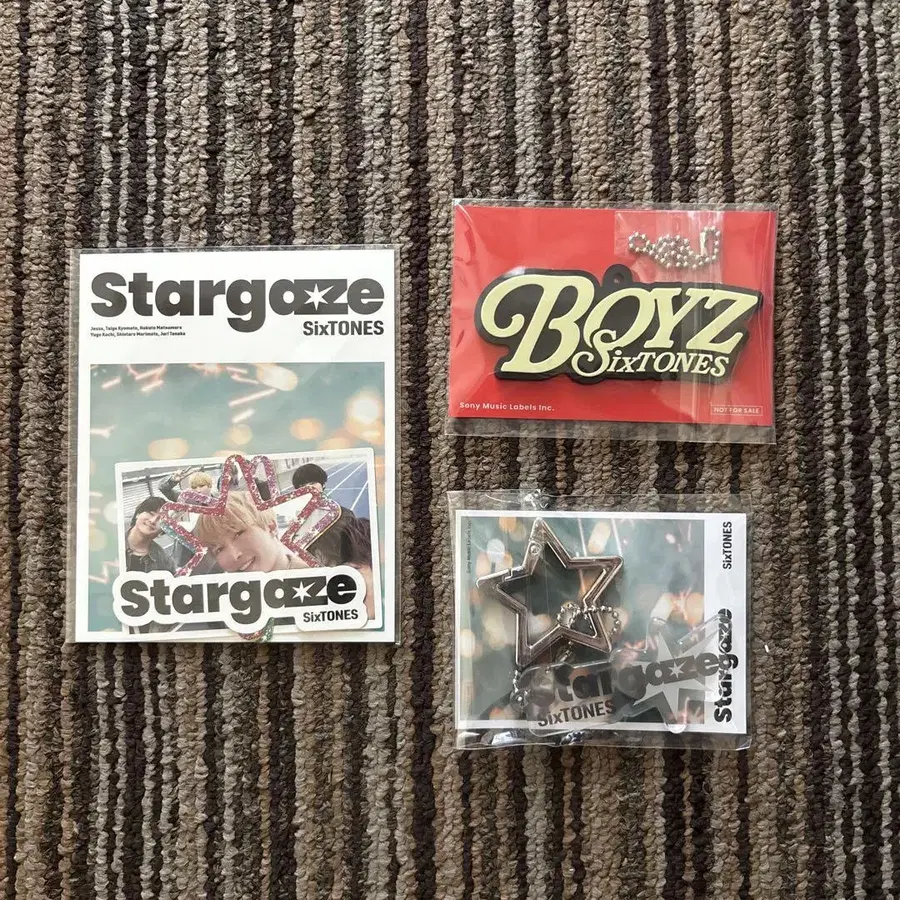 Stargaze
SixTONES
Jesse, Taiga Kyomoto, Hokuto Matsumura
Yugo Kochi, Shintaro Morimoto, Juri Tanaka
Stargaze
SixTONES
BOYZ
SixTONES
Sony Music Labels Inc.
NOT FOR SALE
Stargaze
SixTONES
Stargaze
SixTONES